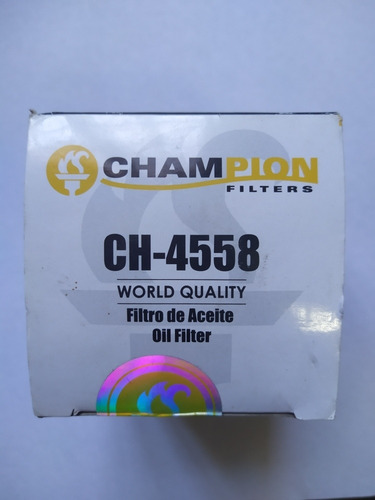 CHAMPION
FILTERS
CH-4558
WORLD QUALITY
Filtro de Aceite
Oil Filter